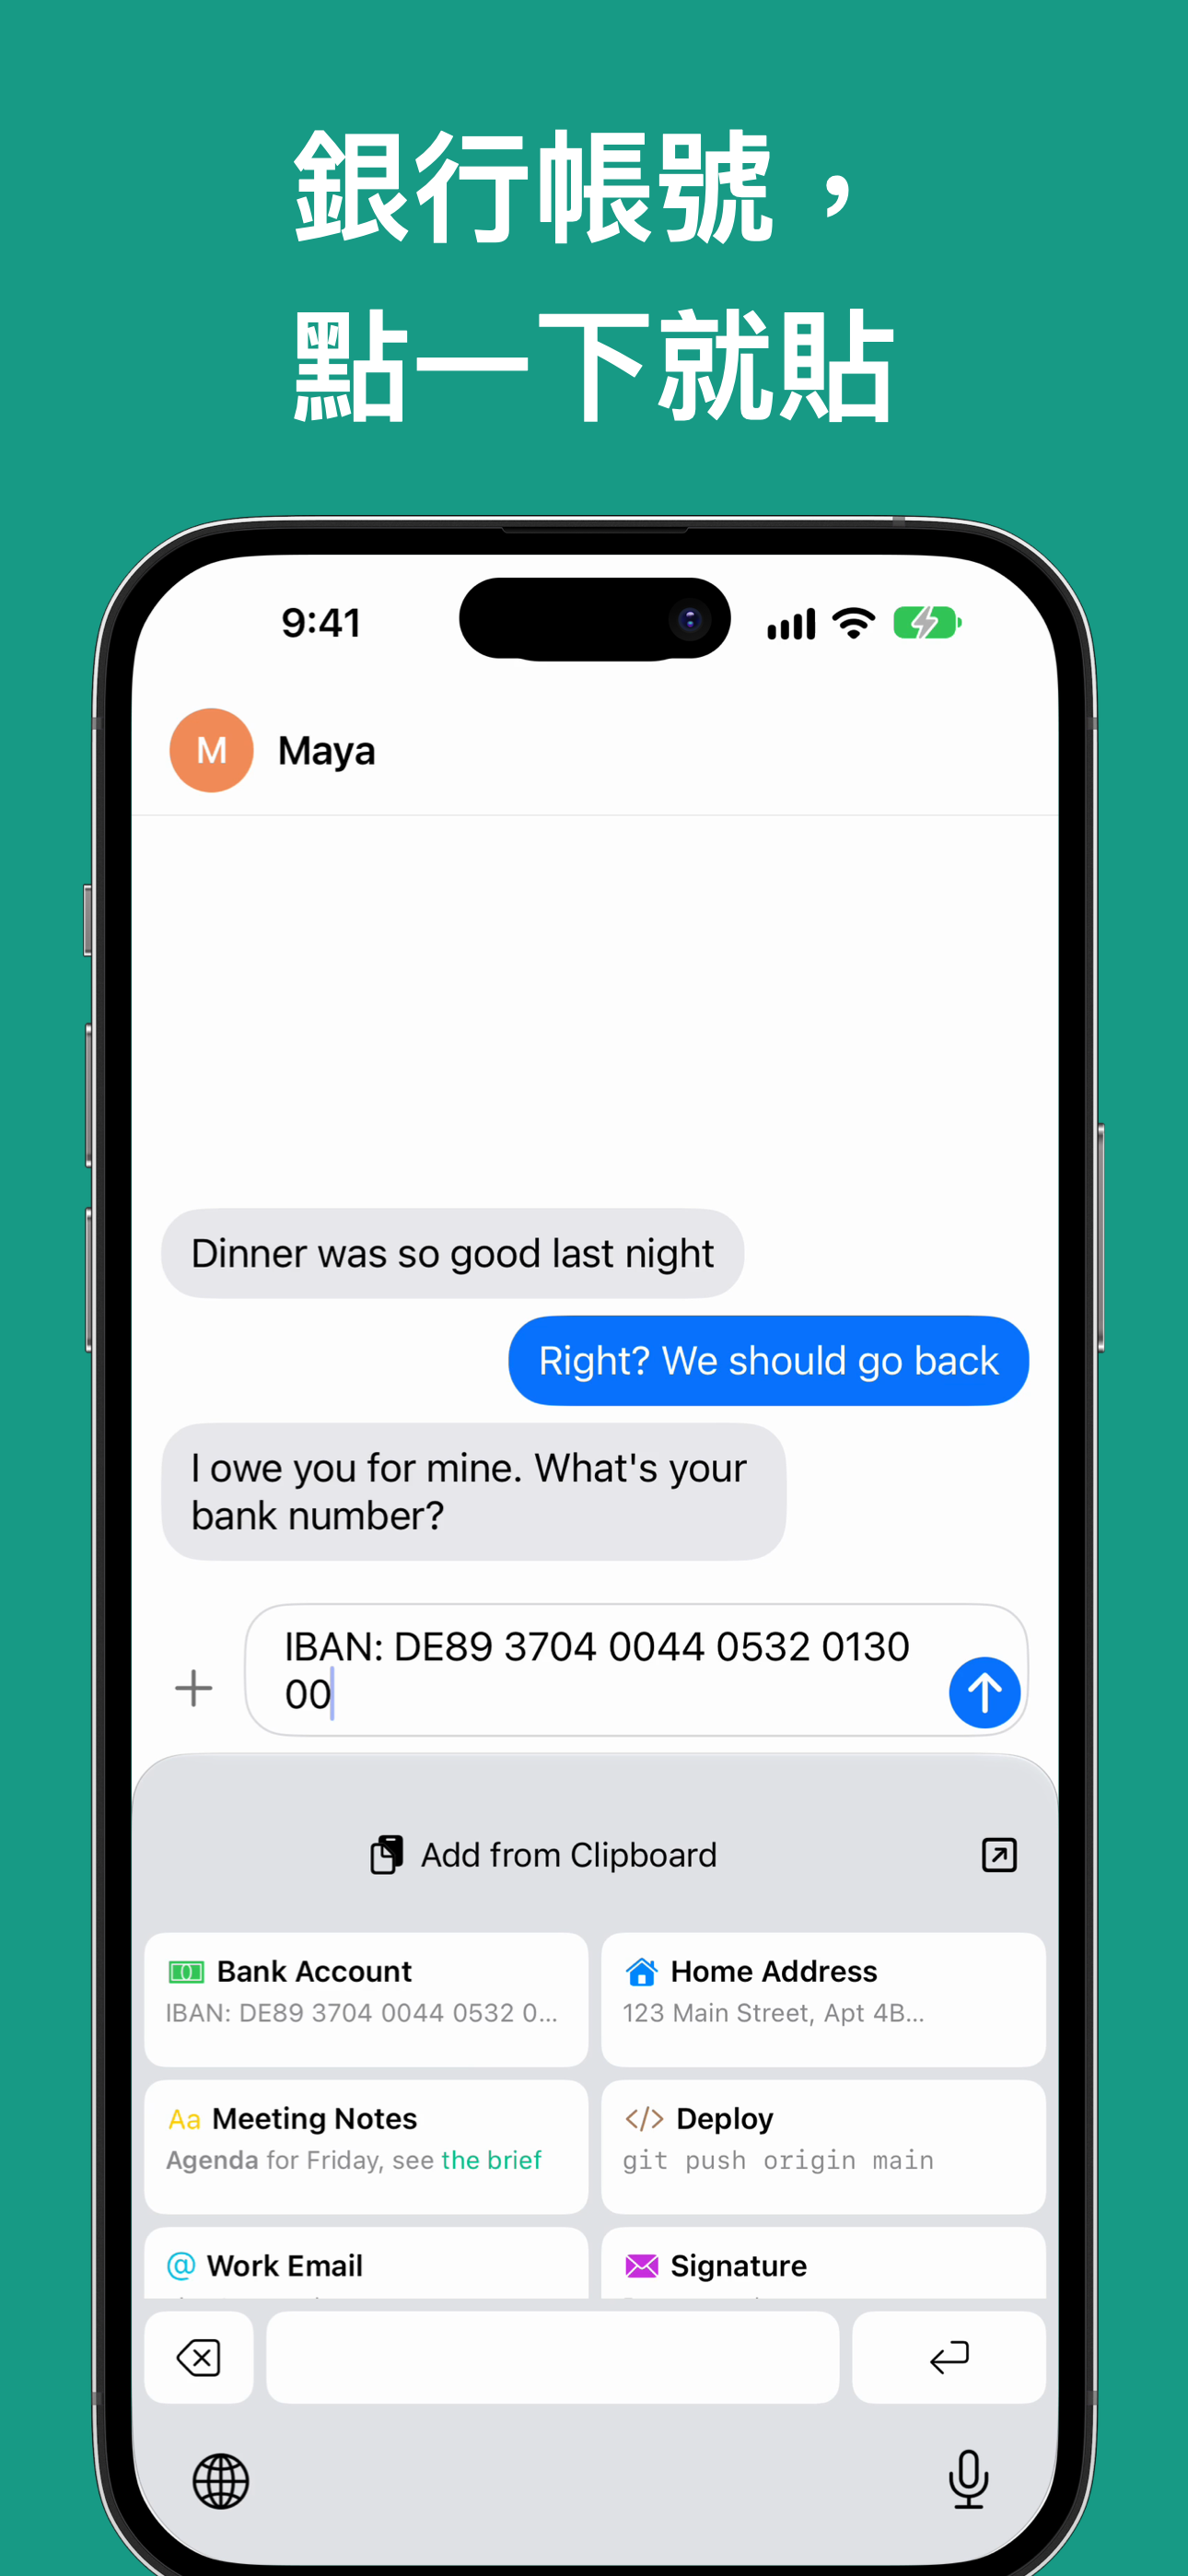 銀行帳號，
點一下就貼
9:41
M Maya
Dinner was so good last night
Right? We should go back
I owe you for mine. What's your
bank number?
IBAN: DE89 3704 0044 0532 0130
00
Add from Clipboard
Bank Account
IBAN: DE89 3704 0044 0532 0...
Home Address
123 Main Street, Apt 4B...
Aa Meeting Notes
Agenda for Friday, see the brief
</> Deploy
git push origin main
@ Work Email
Signature